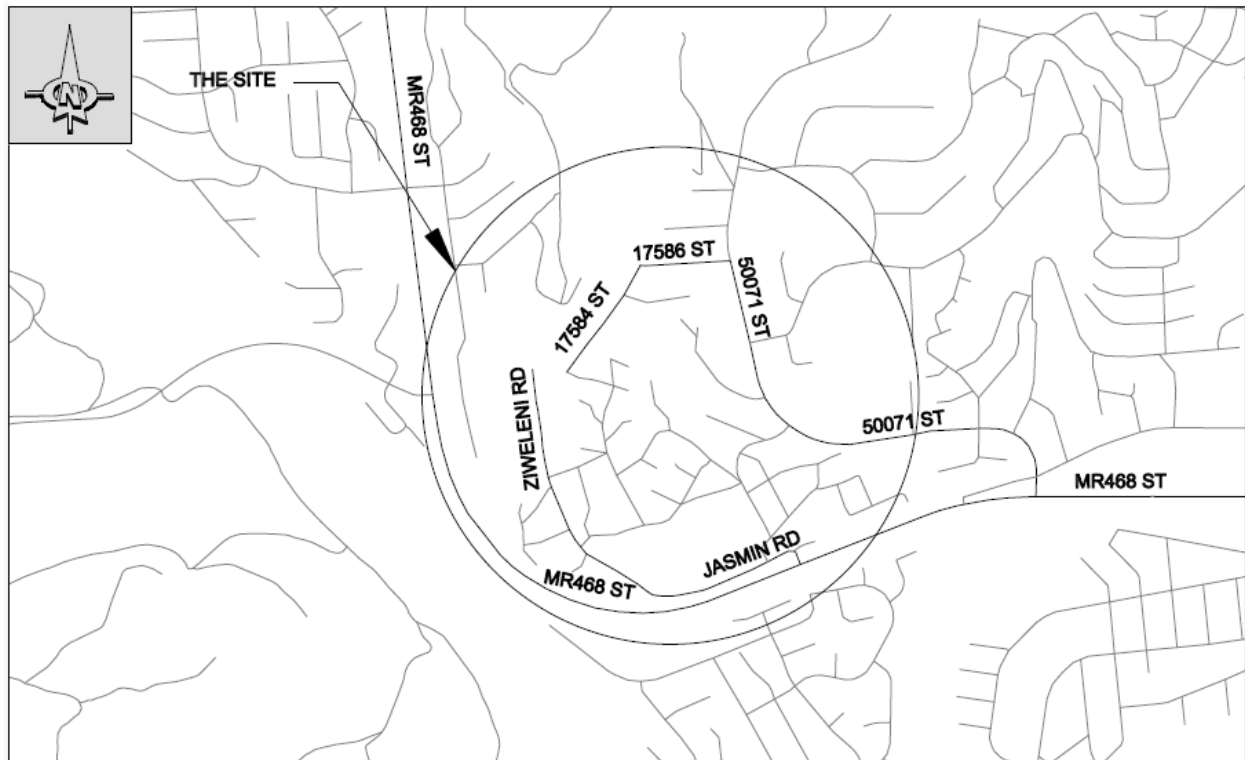 N
THE SITE
MR468 ST
17586 ST
50071 ST
17584 ST
ZIWELENI RD
50071 ST
MR468 ST
JASMIN RD
MR468 ST